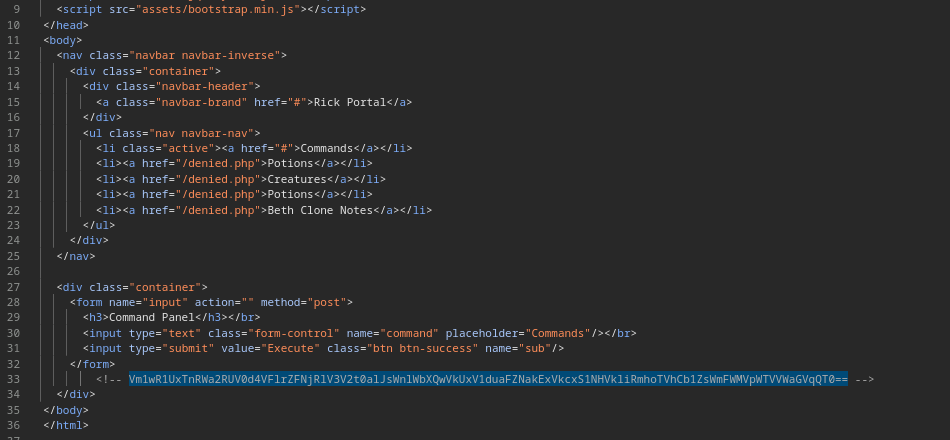 9 <script src="assets/bootstrap.min.js"></script>
10 </head>
11 <body>
12 <nav class="navbar navbar-inverse">
13 <div class="container">
14 <div class="navbar-header">
15 <a class="navbar-brand" href="#">Rick Portal</a>
16 </div>
17 <ul class="nav navbar-nav">
18 <li class="active"><a href="#">Commands</a></li>
19 <li><a href="/denied.php">Potions</a></li>
20 <li><a href="/denied.php">Creatures</a></li>
21 <li><a href="/denied.php">Potions</a></li>
22 <li><a href="/denied.php">Beth Clone Notes</a></li>
23 </ul>
24 </div>
25 </nav>
26
27 <div class="container">
28 <form name="input" action="" method="post">
29 <h3>Command Panel</h3></br>
30 <input type="text" class="form-control" name="command" placeholder="Commands"/></br>
31 <input type="submit" value="Execute" class="btn btn-success" name="sub"/>
32 </form>
33 <!-- Vm1wR1UxTnRWa2RUV0d4VFlrZFNjRlV3V2t0alJsWnlWbXQwVkUxV1duaFZNakExVkcxS1NHVkliRmhoTVhCb1ZsWmFWMVpWTVVWaGVqQT0== -->
34 </div>
35 </body>
36 </html>
37